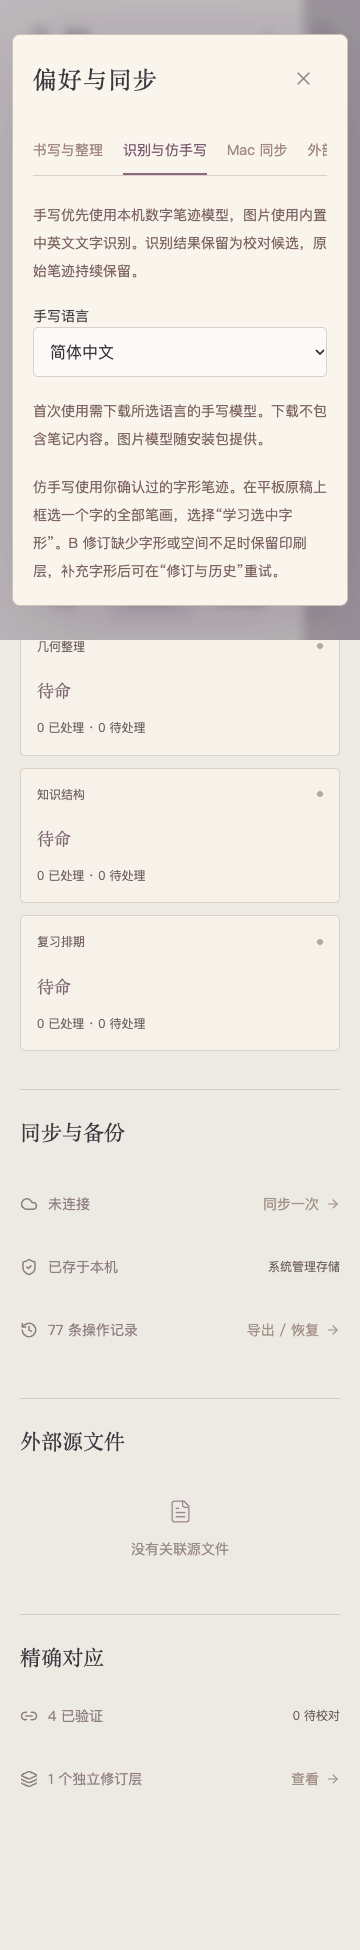 偏好与同步
书写与整理 识别与仿手写 Mac 同步 外
手写优先使用本机数字笔迹模型，图片使用内置
中英文文字识别。识别结果保留为校对候选，原
始笔迹持续保留。
手写语言
简体中文
首次使用需下载所选语言的手写模型。下载不包
含笔记内容。图片模型随安装包提供。
仿手写使用你确认过的字形笔迹。在平板原稿上
框选一个字的全部笔画，选择“学习选中字
形”。B 修订缺少字形或空间不足时保留印刷
层，补充字形后可在“修订与历史”重试。
几何整理
待命
0 已处理 · 0 待处理
知识结构
待命
0 已处理 · 0 待处理
复习排期
待命
0 已处理 · 0 待处理
同步与备份
未连接 同步一次
已存于本机 系统管理存储
77 条操作记录 导出 / 恢复
外部源文件
没有关联源文件
精确对应
4 已验证 0 待校对
1 个独立修订层 查看